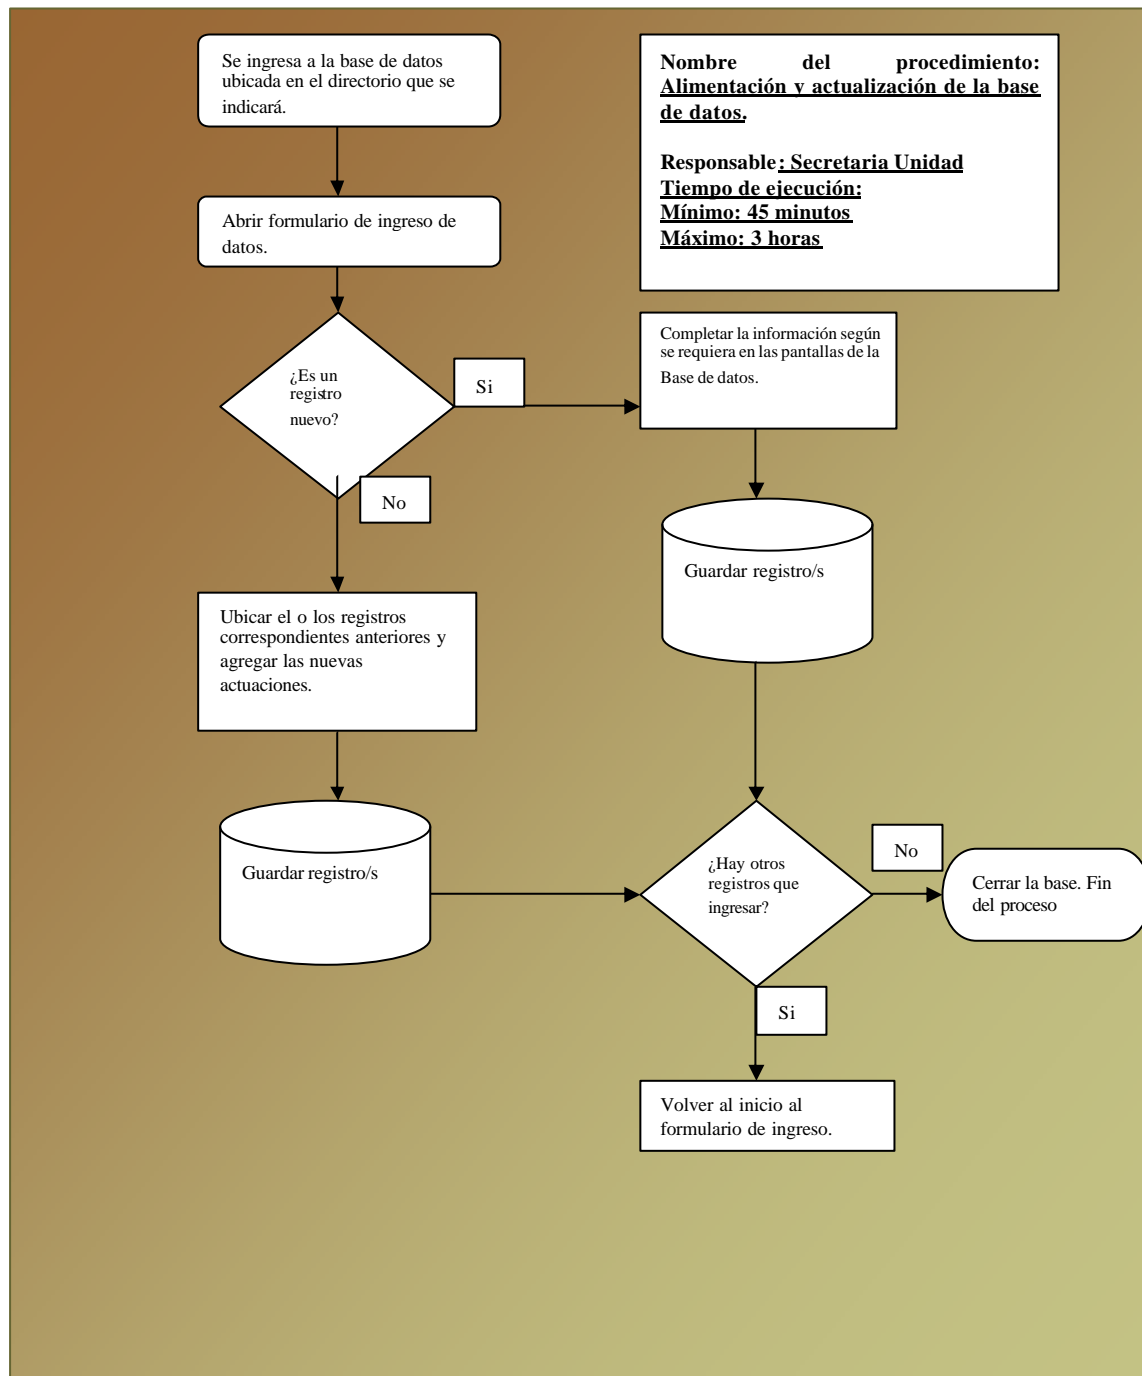 Se ingresa a la base de datos
ubicada en el directorio que se
indicará.
Nombre del procedimiento:
Alimentación y actualización de la base
de datos.
Responsable: Secretaria Unidad
Tiempo de ejecución:
Mínimo: 45 minutos
Máximo: 3 horas
Abrir formulario de ingreso de
datos.
¿Es un
registro
nuevo?
Si
Completar la información según
se requiera en las pantallas de la
Base de datos.
No
Guardar registro/s
Ubicar el o los registros
correspondientes anteriores y
agregar las nuevas
actuaciones.
Guardar registro/s
¿Hay otros
registros que
ingresar?
No
Cerrar la base. Fin
del proceso
Si
Volver al inicio al
formulario de ingreso.